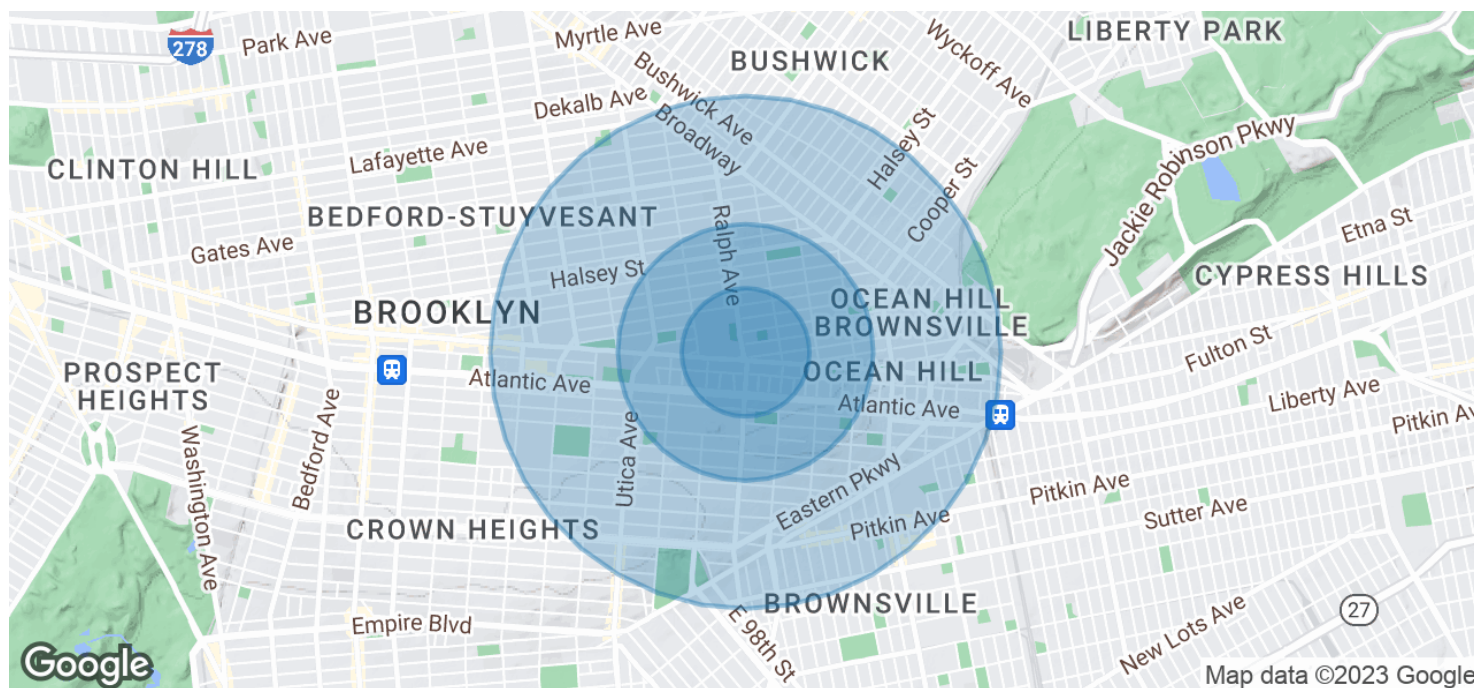 LIBERTY PARK
Park Ave
278
Myrtle Ave
Wyckoff Ave
BUSHWICK
Bushwick Ave
Dekalb Ave
Broadway
Halsey St
Jackie Robinson Pkwy
Lafayette Ave
CLINTON HILL
Cooper St
BEDFORD-STUYVESANT
Ralph Ave
Etna St
Gates Ave
Halsey St
CYPRESS HILLS
OCEAN HILL
BROWNSVILLE
BROOKLYN
Fulton St
PROSPECT
HEIGHTS
Atlantic Ave
OCEAN HILL
Liberty Ave
Atlantic Ave
Pitkin Av
Bedford Ave
Washington Ave
Utica Ave
Eastern Pkwy
Pitkin Ave
Sutter Ave
CROWN HEIGHTS
Pitkin Ave
BROWNSVILLE
27
Empire Blvd
E 98th St
New Lots Ave
Google
Map data ©2023 Google